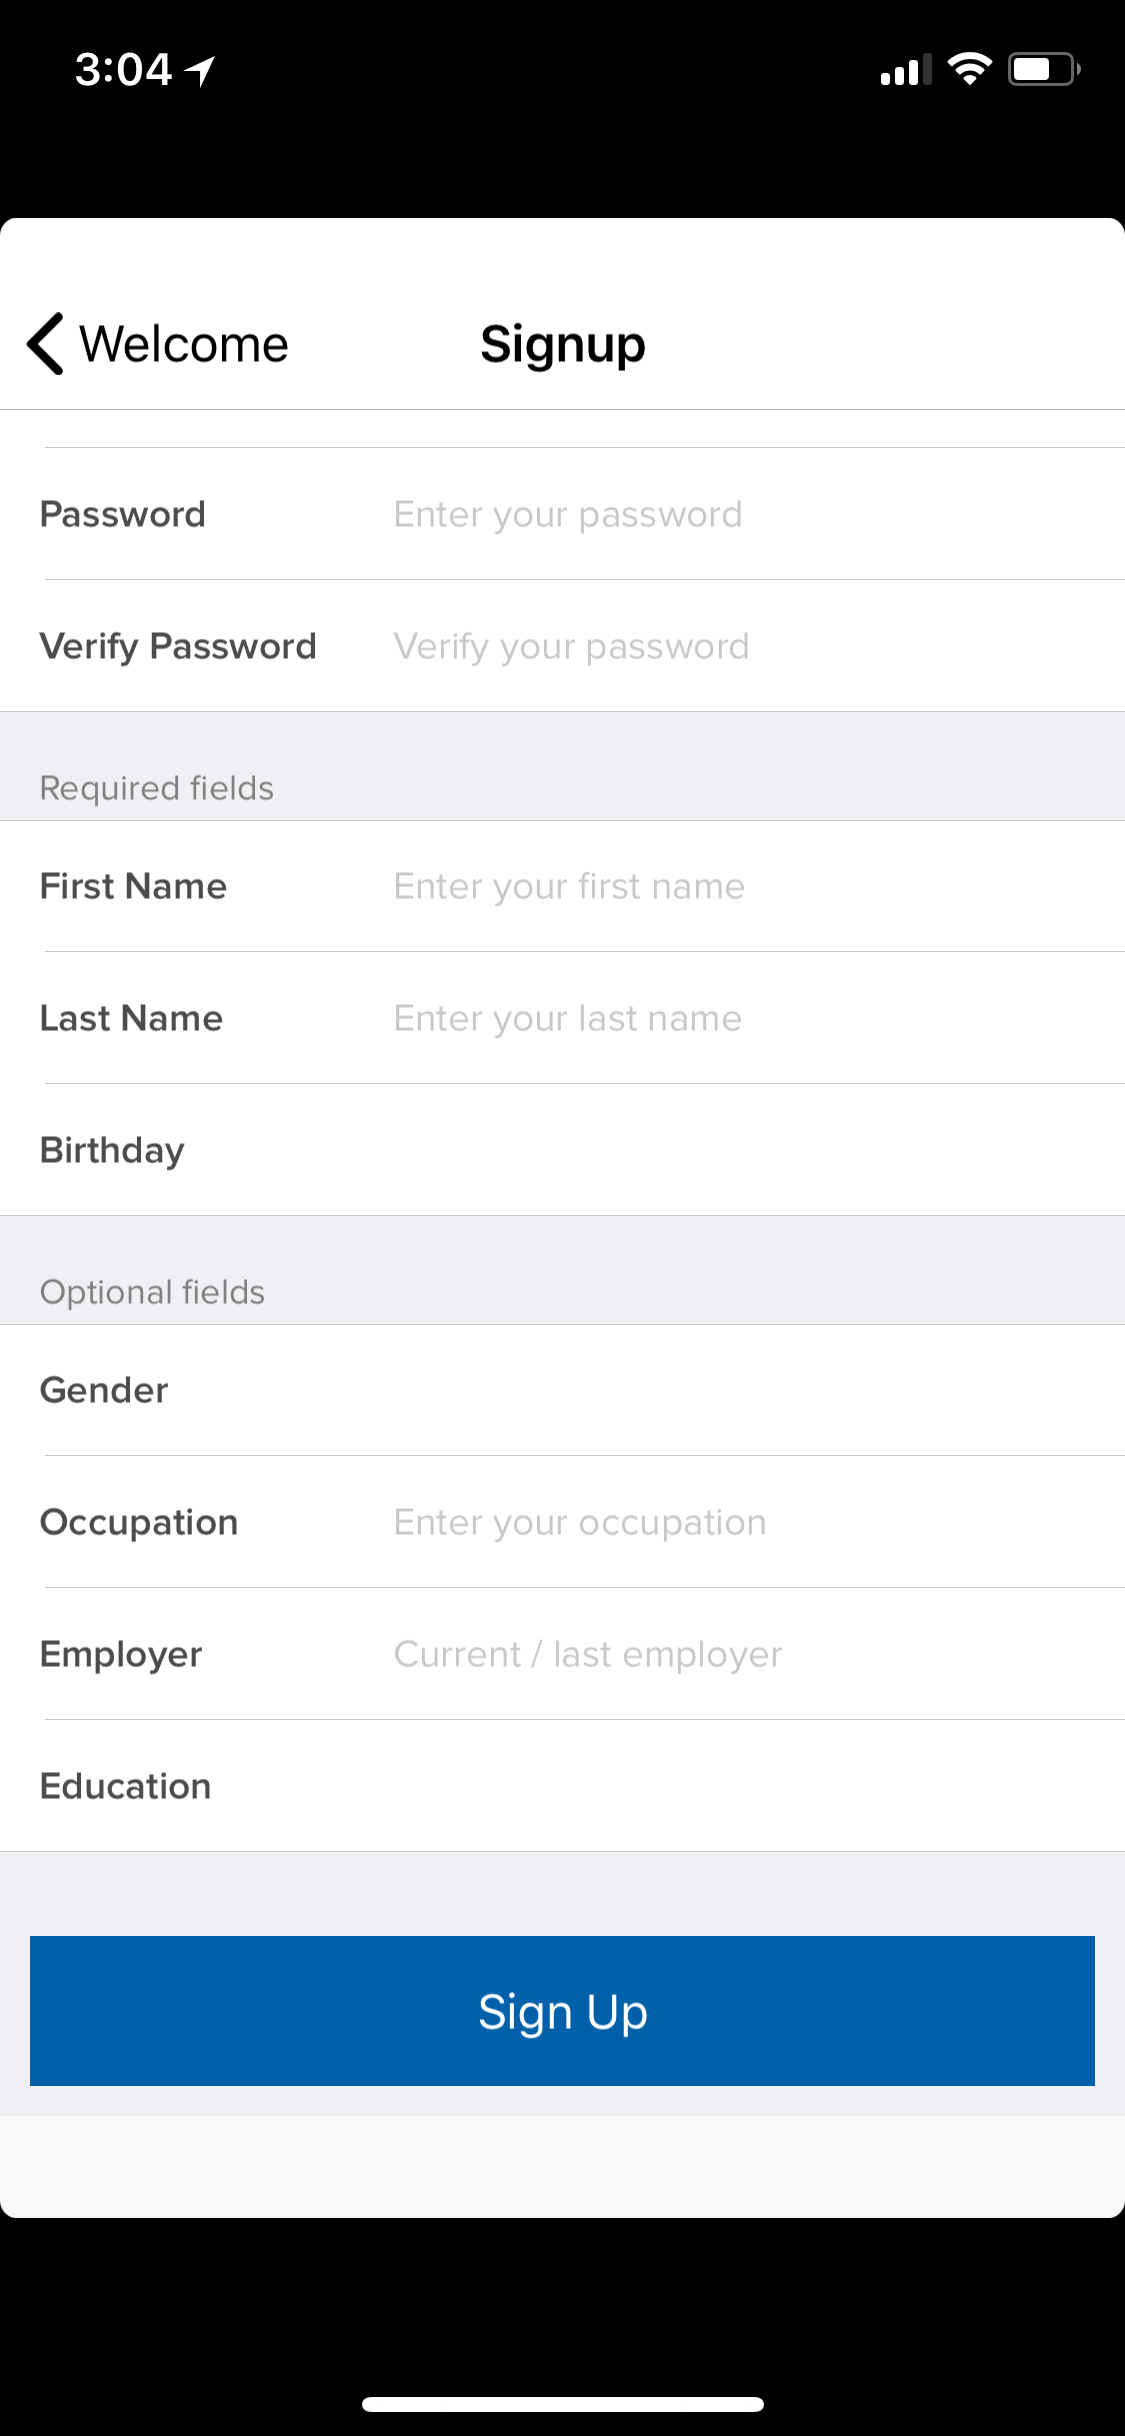 3:04
Welcome Signup
Password Enter your password
Verify Password Verify your password
Required fields
First Name Enter your first name
Last Name Enter your last name
Birthday
Optional fields
Gender
Occupation Enter your occupation
Employer Current / last employer
Education
Sign Up